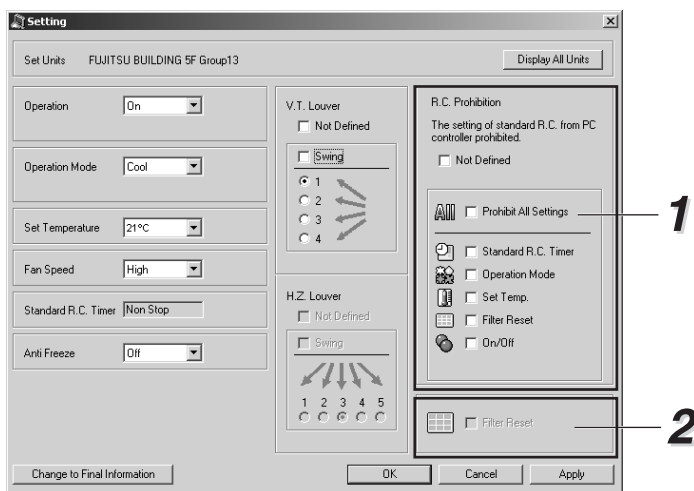 Setting
Set Units FUJITSU BUILDING 5F Group13
Display All Units
Operation On
Operation Mode Cool
Set Temperature 21°C
Fan Speed High
Standard R.C. Timer Non Stop
Anti Freeze Off
V.T. Louver
Not Defined
Swing
1
2
3
4
H.Z. Louver
Not Defined
Swing
1 2 3 4 5
R.C. Prohibition
The setting of standard R.C. from PC
controller prohibited.
Not Defined
All Prohibit All Settings
Standard R.C. Timer
Operation Mode
Set Temp.
Filter Reset
On/Off
Filter Reset
1
2
Change to Final Information
OK
Cancel
Apply